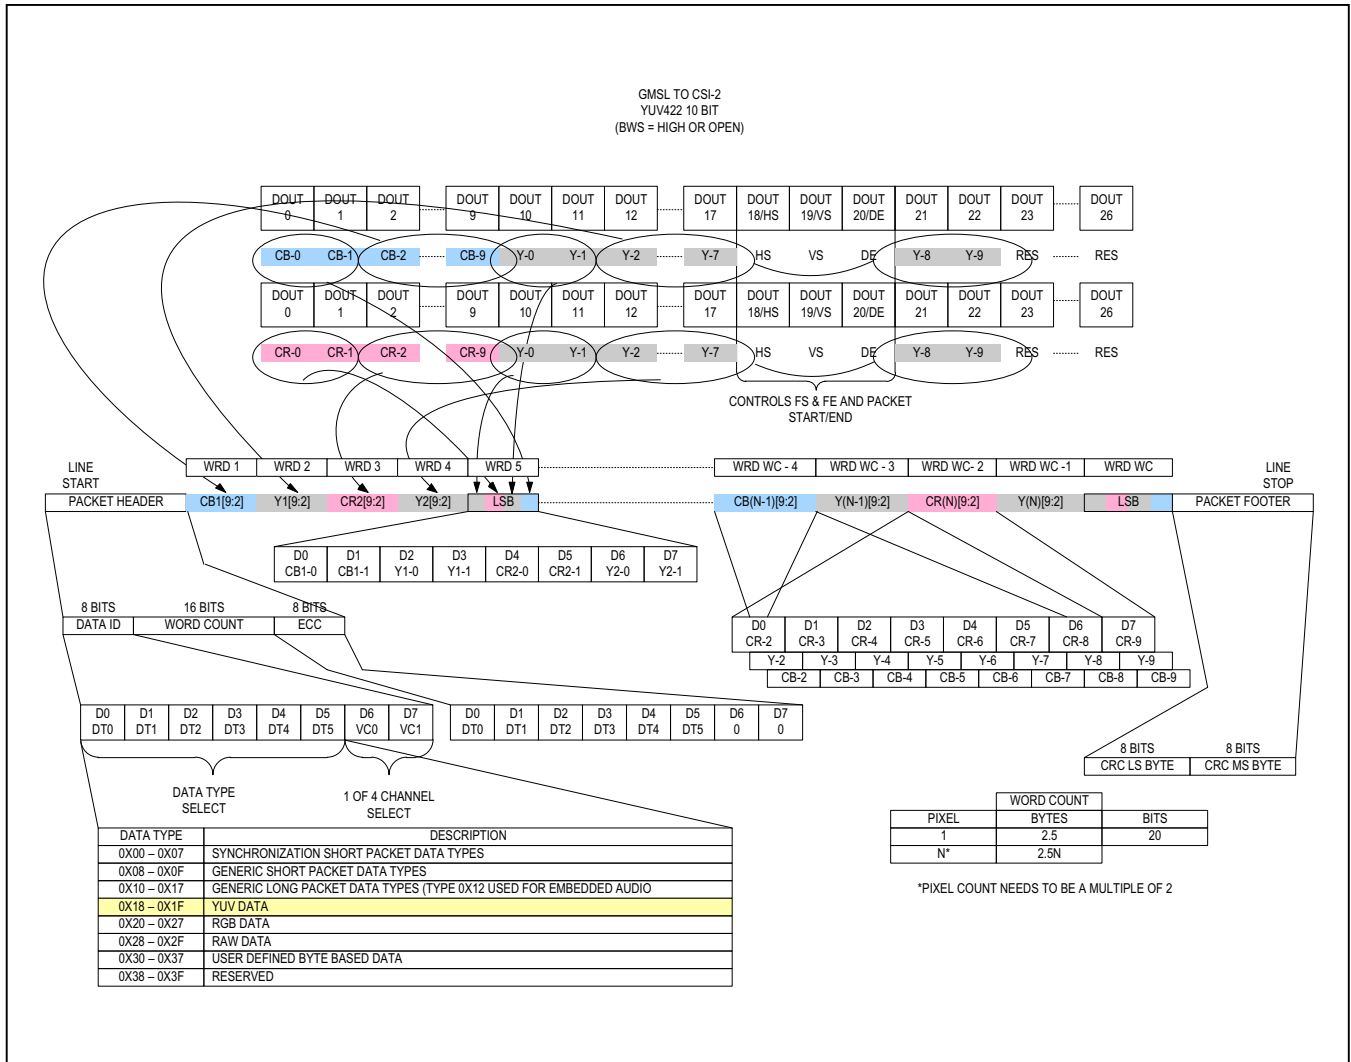 GMSL TO CSI-2
YUV422 10 BIT
(BWS = HIGH OR OPEN)
DOUT 0 DOUT 1 DOUT 2 DOUT 9 DOUT 10 DOUT 11 DOUT 12 DOUT 17 DOUT 18/HS DOUT 19/VS DOUT 20/DE DOUT 21 DOUT 22 DOUT 23 DOUT 26
CB-0 CB-1 CB-2 CB-9 Y-0 Y-1 Y-2 Y-7 HS VS DE Y-8 Y-9 RES RES
DOUT 0 DOUT 1 DOUT 2 DOUT 9 DOUT 10 DOUT 11 DOUT 12 DOUT 17 DOUT 18/HS DOUT 19/VS DOUT 20/DE DOUT 21 DOUT 22 DOUT 23 DOUT 26
CR-0 CR-1 CR-2 CR-9 Y-0 Y-1 Y-2 Y-7 HS VS DE Y-8 Y-9 RES RES
CONTROLS FS & FE AND PACKET
START/END
LINE
START
WRD 1 WRD 2 WRD 3 WRD 4 WRD 5 WRD WC - 4 WRD WC - 3 WRD WC- 2 WRD WC -1 WRD WC
LINE
STOP
PACKET HEADER CB1[9:2] Y1[9:2] CR2[9:2] Y2[9:2] LSB CB(N-1)[9:2] Y(N-1)[9:2] CR(N)[9:2] Y(N)[9:2] LSB PACKET FOOTER
D0 D1 D2 D3 D4 D5 D6 D7
CB1-0 CB1-1 Y1-0 Y1-1 CR2-0 CR2-1 Y2-0 Y2-1
8 BITS 16 BITS 8 BITS
DATA ID WORD COUNT ECC
D0 D1 D2 D3 D4 D5 D6 D7
CR-2 CR-3 CR-4 CR-5 CR-6 CR-7 CR-8 CR-9
Y-2 Y-3 Y-4 Y-5 Y-6 Y-7 Y-8 Y-9
CB-2 CB-3 CB-4 CB-5 CB-6 CB-7 CB-8 CB-9
D0 D1 D2 D3 D4 D5 D6 D7
DT0 DT1 DT2 DT3 DT4 DT5 VC0 VC1
D0 D1 D2 D3 D4 D5 D6 D7
DT0 DT1 DT2 DT3 DT4 DT5 0 0
8 BITS 8 BITS
CRC LS BYTE CRC MS BYTE
DATA TYPE
SELECT
1 OF 4 CHANNEL
SELECT
WORD COUNT
PIXEL BYTES BITS
1 2.5 20
N* 2.5N
*PIXEL COUNT NEEDS TO BE A MULTIPLE OF 2
DATA TYPE DESCRIPTION
0X00 – 0X07 SYNCHRONIZATION SHORT PACKET DATA TYPES
0X08 – 0X0F GENERIC SHORT PACKET DATA TYPES
0X10 – 0X17 GENERIC LONG PACKET DATA TYPES (TYPE 0X12 USED FOR EMBEDDED AUDIO
0X18 – 0X1F YUV DATA
0X20 – 0X27 RGB DATA
0X28 – 0X2F RAW DATA
0X30 – 0X37 USER DEFINED BYTE BASED DATA
0X38 – 0X3F RESERVED